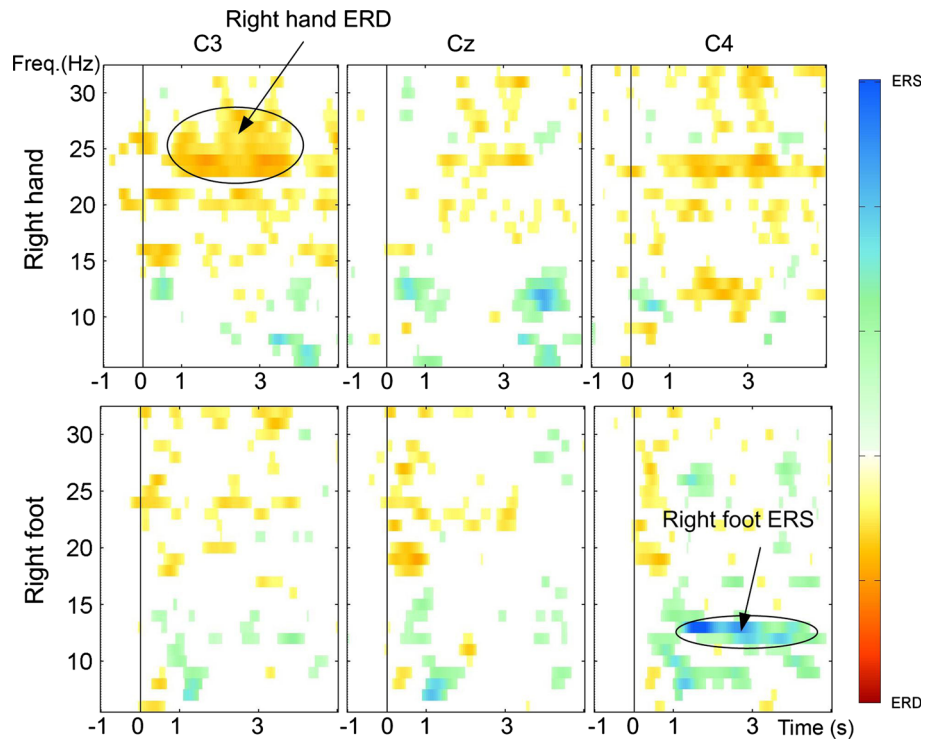 Right hand ERD
C3
Cz
C4
Freq.(Hz)
ERS
30
25
20
15
10
Right hand
-1 0 1 3
-1 0 1 3
-1 0 1 3
30
25
20
15
10
Right foot
Right foot ERS
ERD
-1 0 1 3
-1 0 1 3
-1 0 1 3
Time (s)